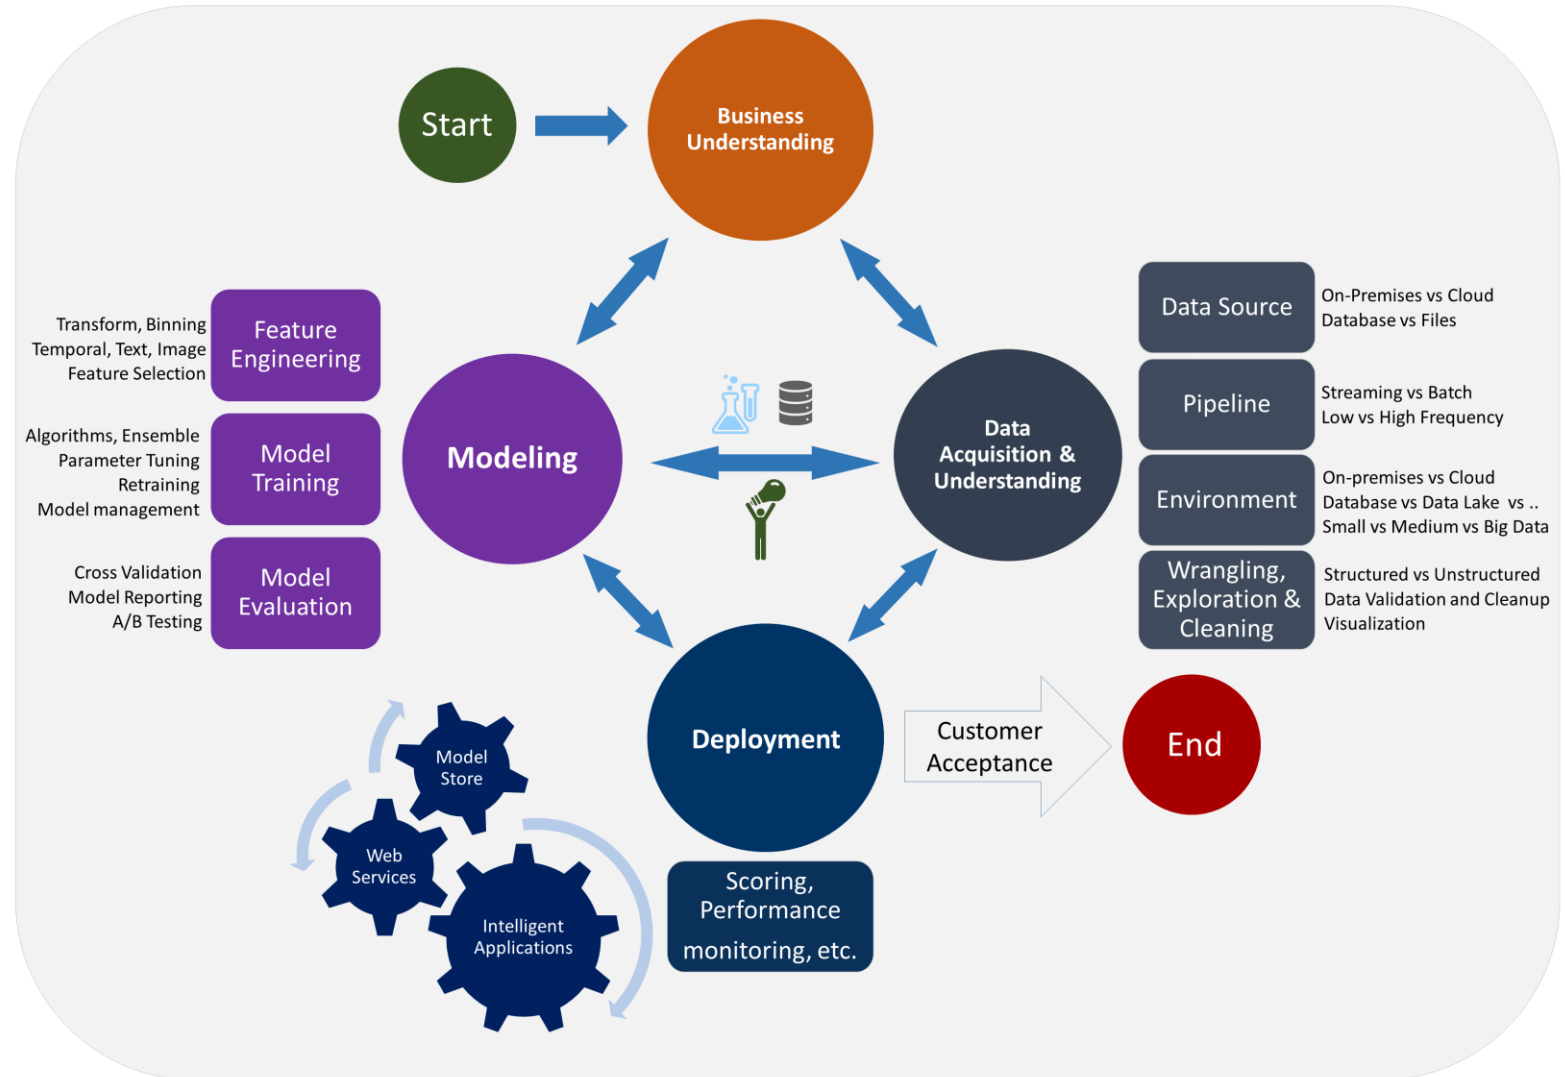 Start
Business
Understanding
Feature
Engineering
Transform, Binning
Temporal, Text, Image
Feature Selection
Model
Training
Algorithms, Ensemble
Parameter Tuning
Retraining
Model management
Model
Evaluation
Cross Validation
Model Reporting
A/B Testing
Modeling
Data
Acquisition &
Understanding
Data Source
On-Premises vs Cloud
Database vs Files
Pipeline
Streaming vs Batch
Low vs High Frequency
Environment
On-premises vs Cloud
Database vs Data Lake vs ..
Small vs Medium vs Big Data
Wrangling,
Exploration &
Cleaning
Structured vs Unstructured
Data Validation and Cleanup
Visualization
Deployment
Customer
Acceptance
End
Model
Store
Web
Services
Intelligent
Applications
Scoring,
Performance
monitoring, etc.